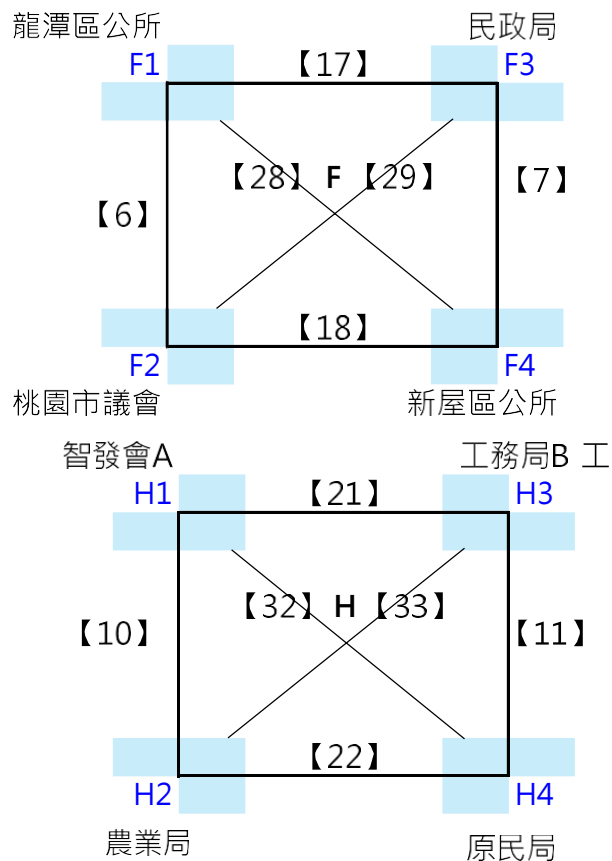 龍潭區公所 民政局
F1 【17】 F3
【28】 F 【29】 【7】
【6】
【18】
F2 F4
桃園市議會 新屋區公所
智發會A 工務局B 工
H1 【21】 H3
【32】 H 【33】
【10】 【11】
【22】
H2 H4
農業局 原民局